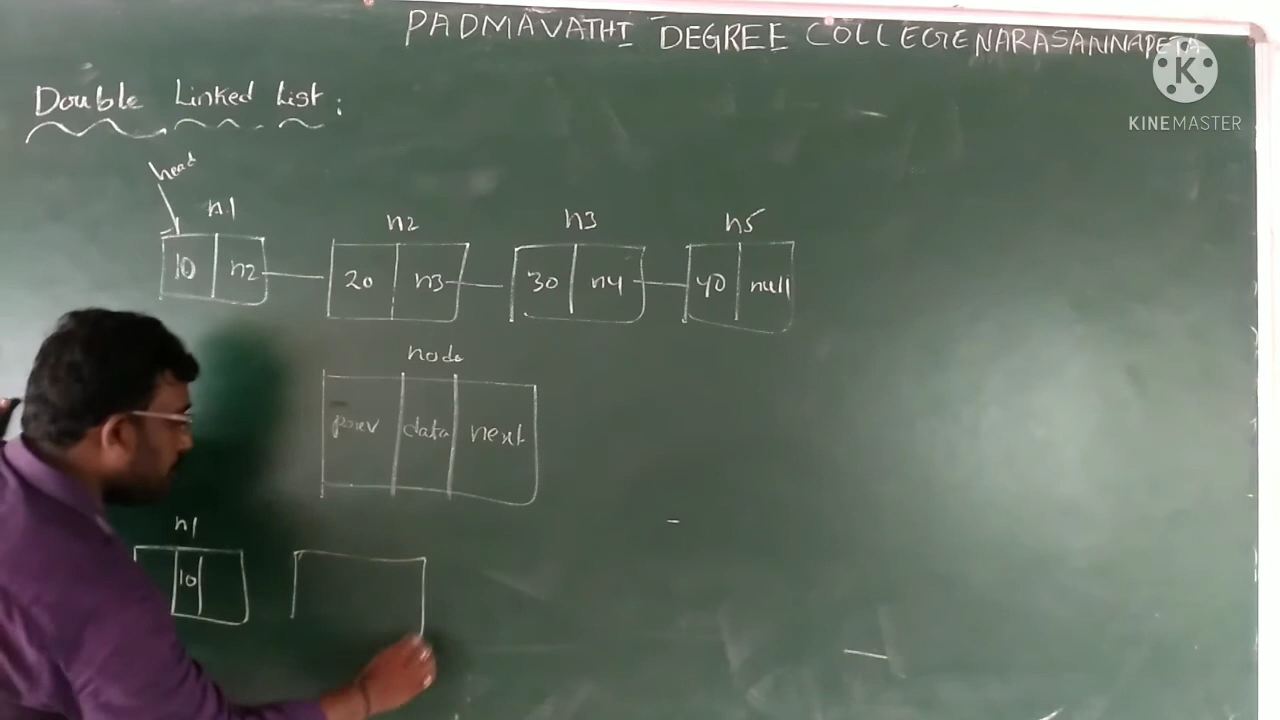 PADMAVATHI DEGREE COLLEGE NARASANNAPETA
K
KINEMASTER
Double Linked List:
head
n1 n2 n3 n5
10 n2 20 n3 30 n4 40 null
node
prev data next
n1
10